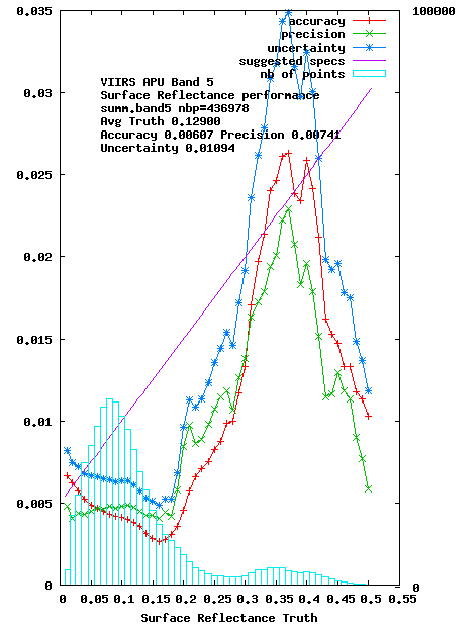 0.035
100000
accuracy
precision
uncertainty
suggested specs
nb of points
VIIRS APU Band 5
Surface Reflectance performance
summ.band5 nbp=436978
Avg Truth 0.12900
Accuracy 0.00607 Precision 0.00741
Uncertainty 0.01094
0.03
0.025
0.02
0.015
0.01
0.005
0
0
0 0.05 0.1 0.15 0.2 0.25 0.3 0.35 0.4 0.45 0.5 0.55
Surface Reflectance Truth